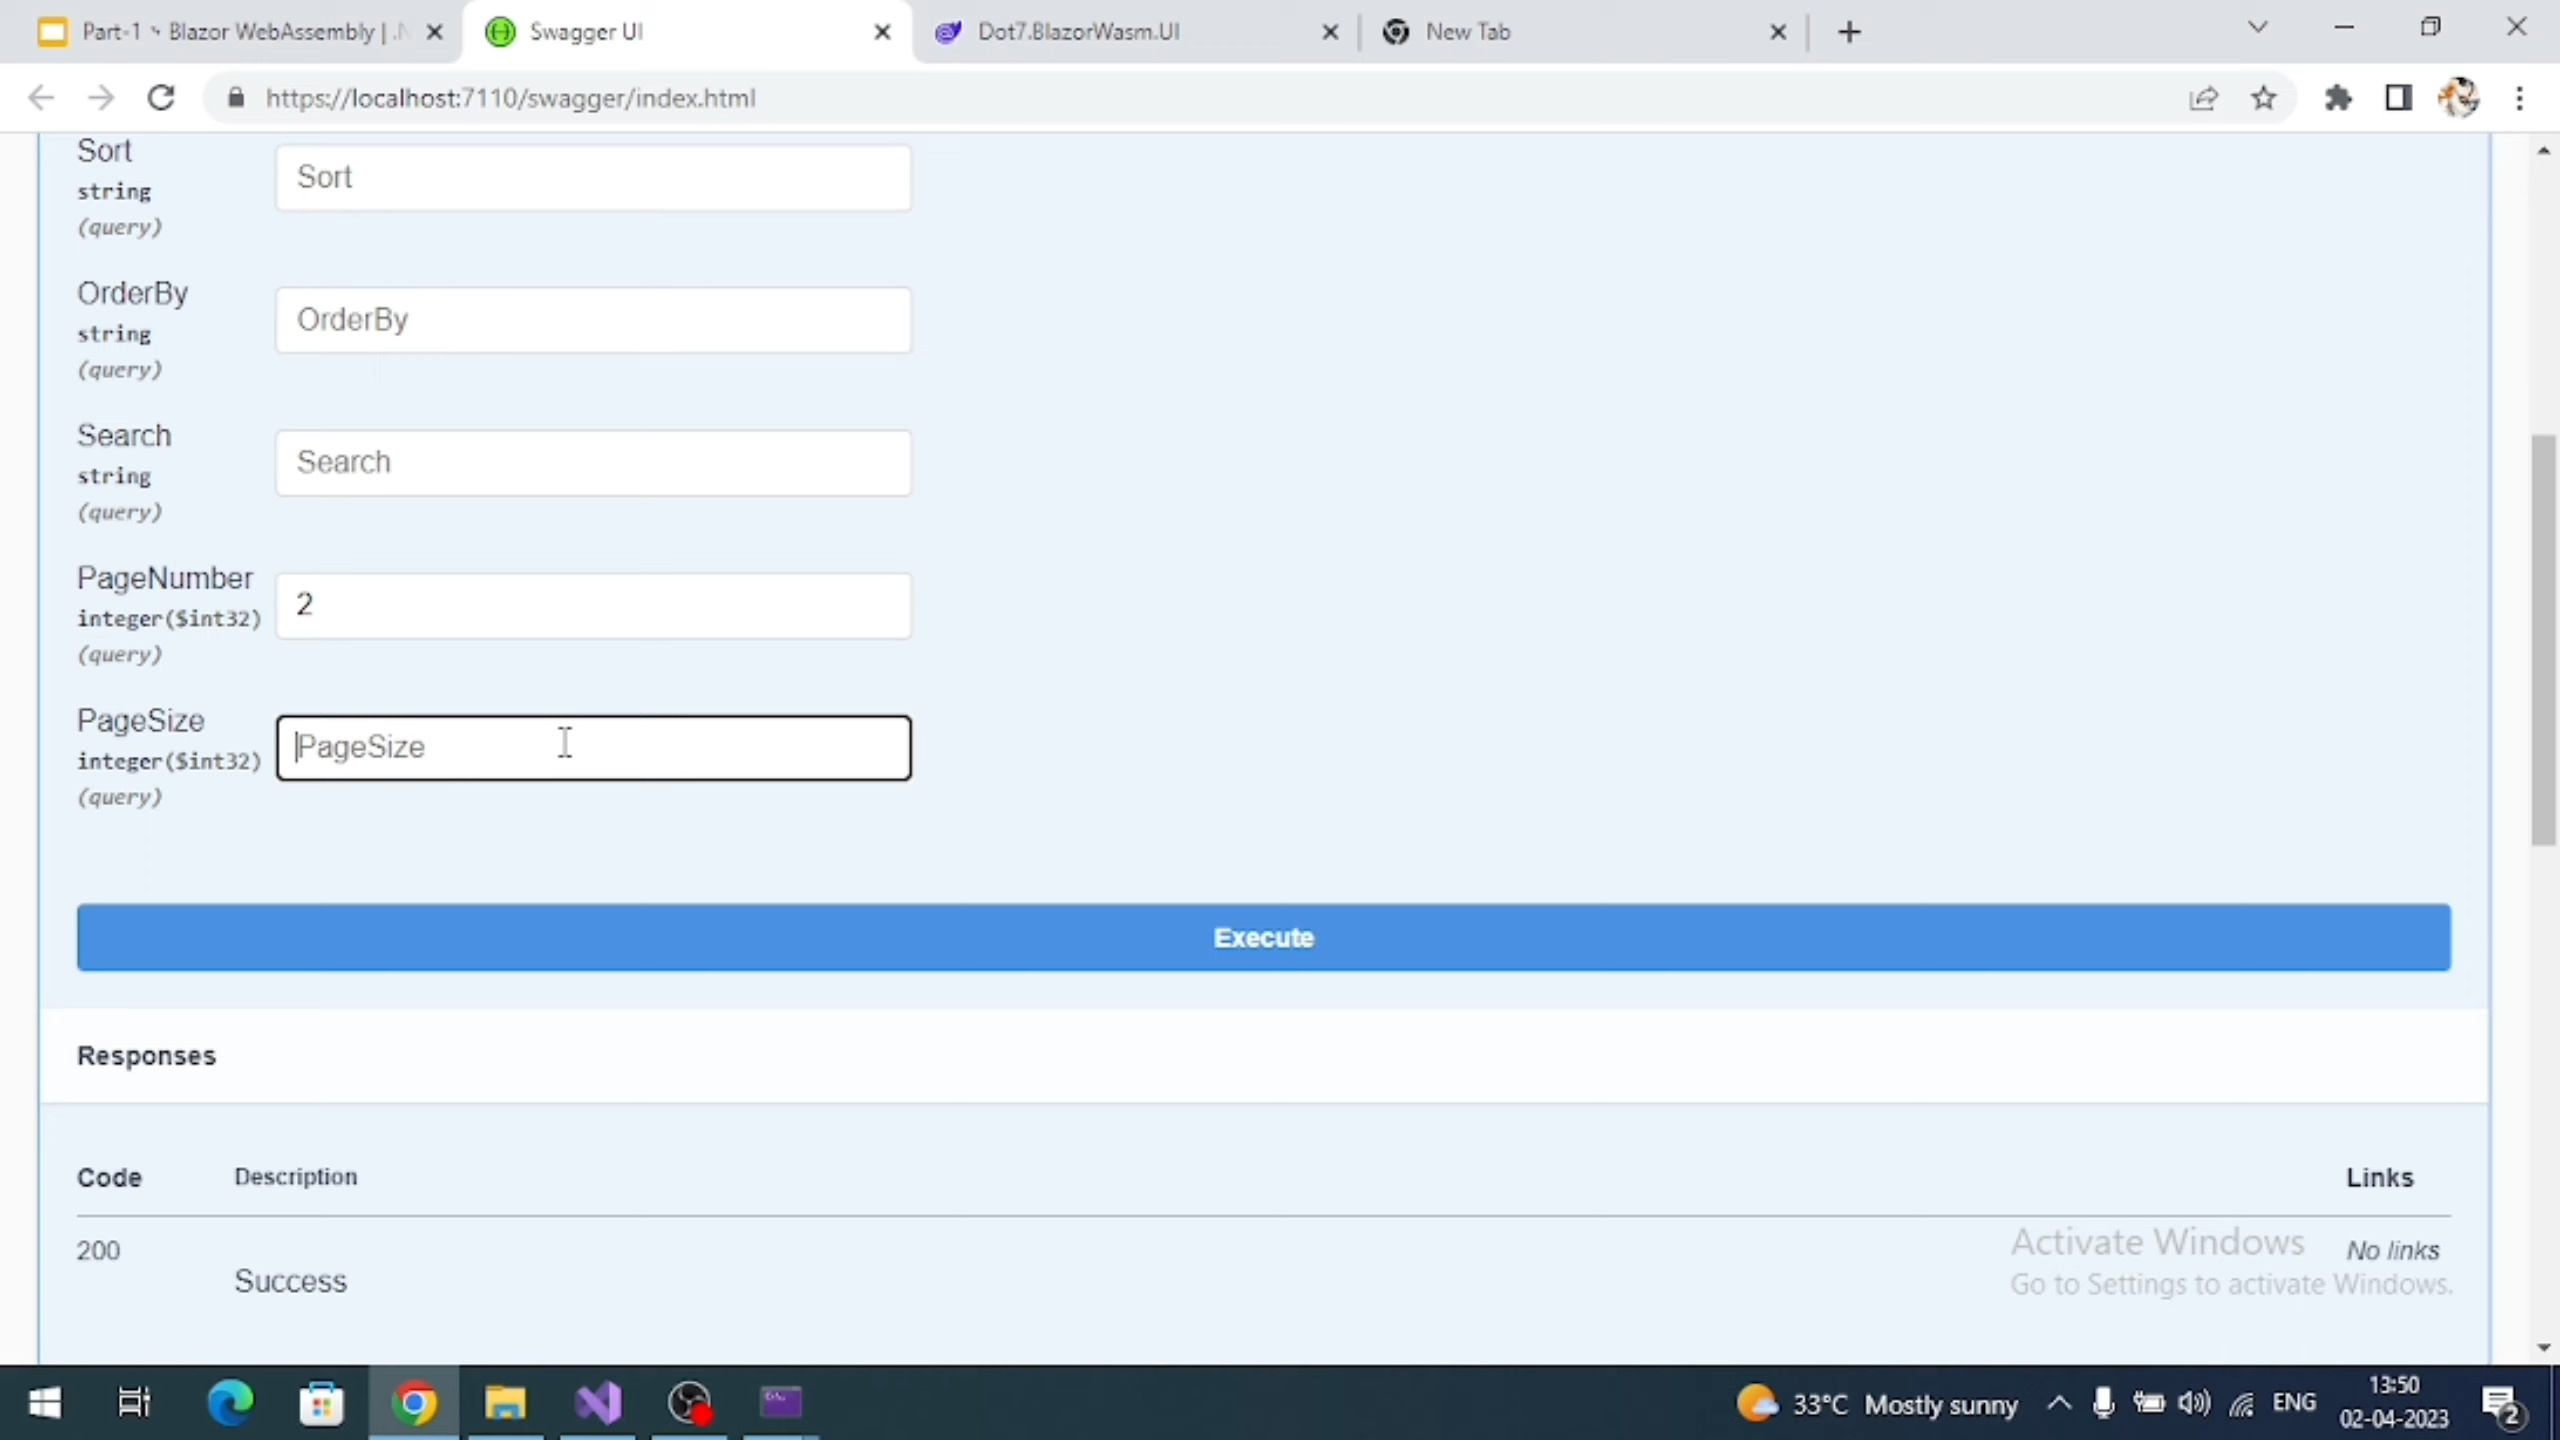 Part-1 - Blazor WebAssembly | .N
Swagger UI
Dot7.BlazorWasm.UI
New Tab
https://localhost:7110/swagger/index.html
Sort
string
(query)
Sort
OrderBy
string
(query)
OrderBy
Search
string
(query)
Search
PageNumber
integer($int32)
(query)
2
PageSize
integer($int32)
(query)
PageSize
Execute
Responses
Code
Description
Links
200
Success
No links
Activate Windows
Go to Settings to activate Windows.
33°C Mostly sunny
ENG
13:50
02-04-2023
2